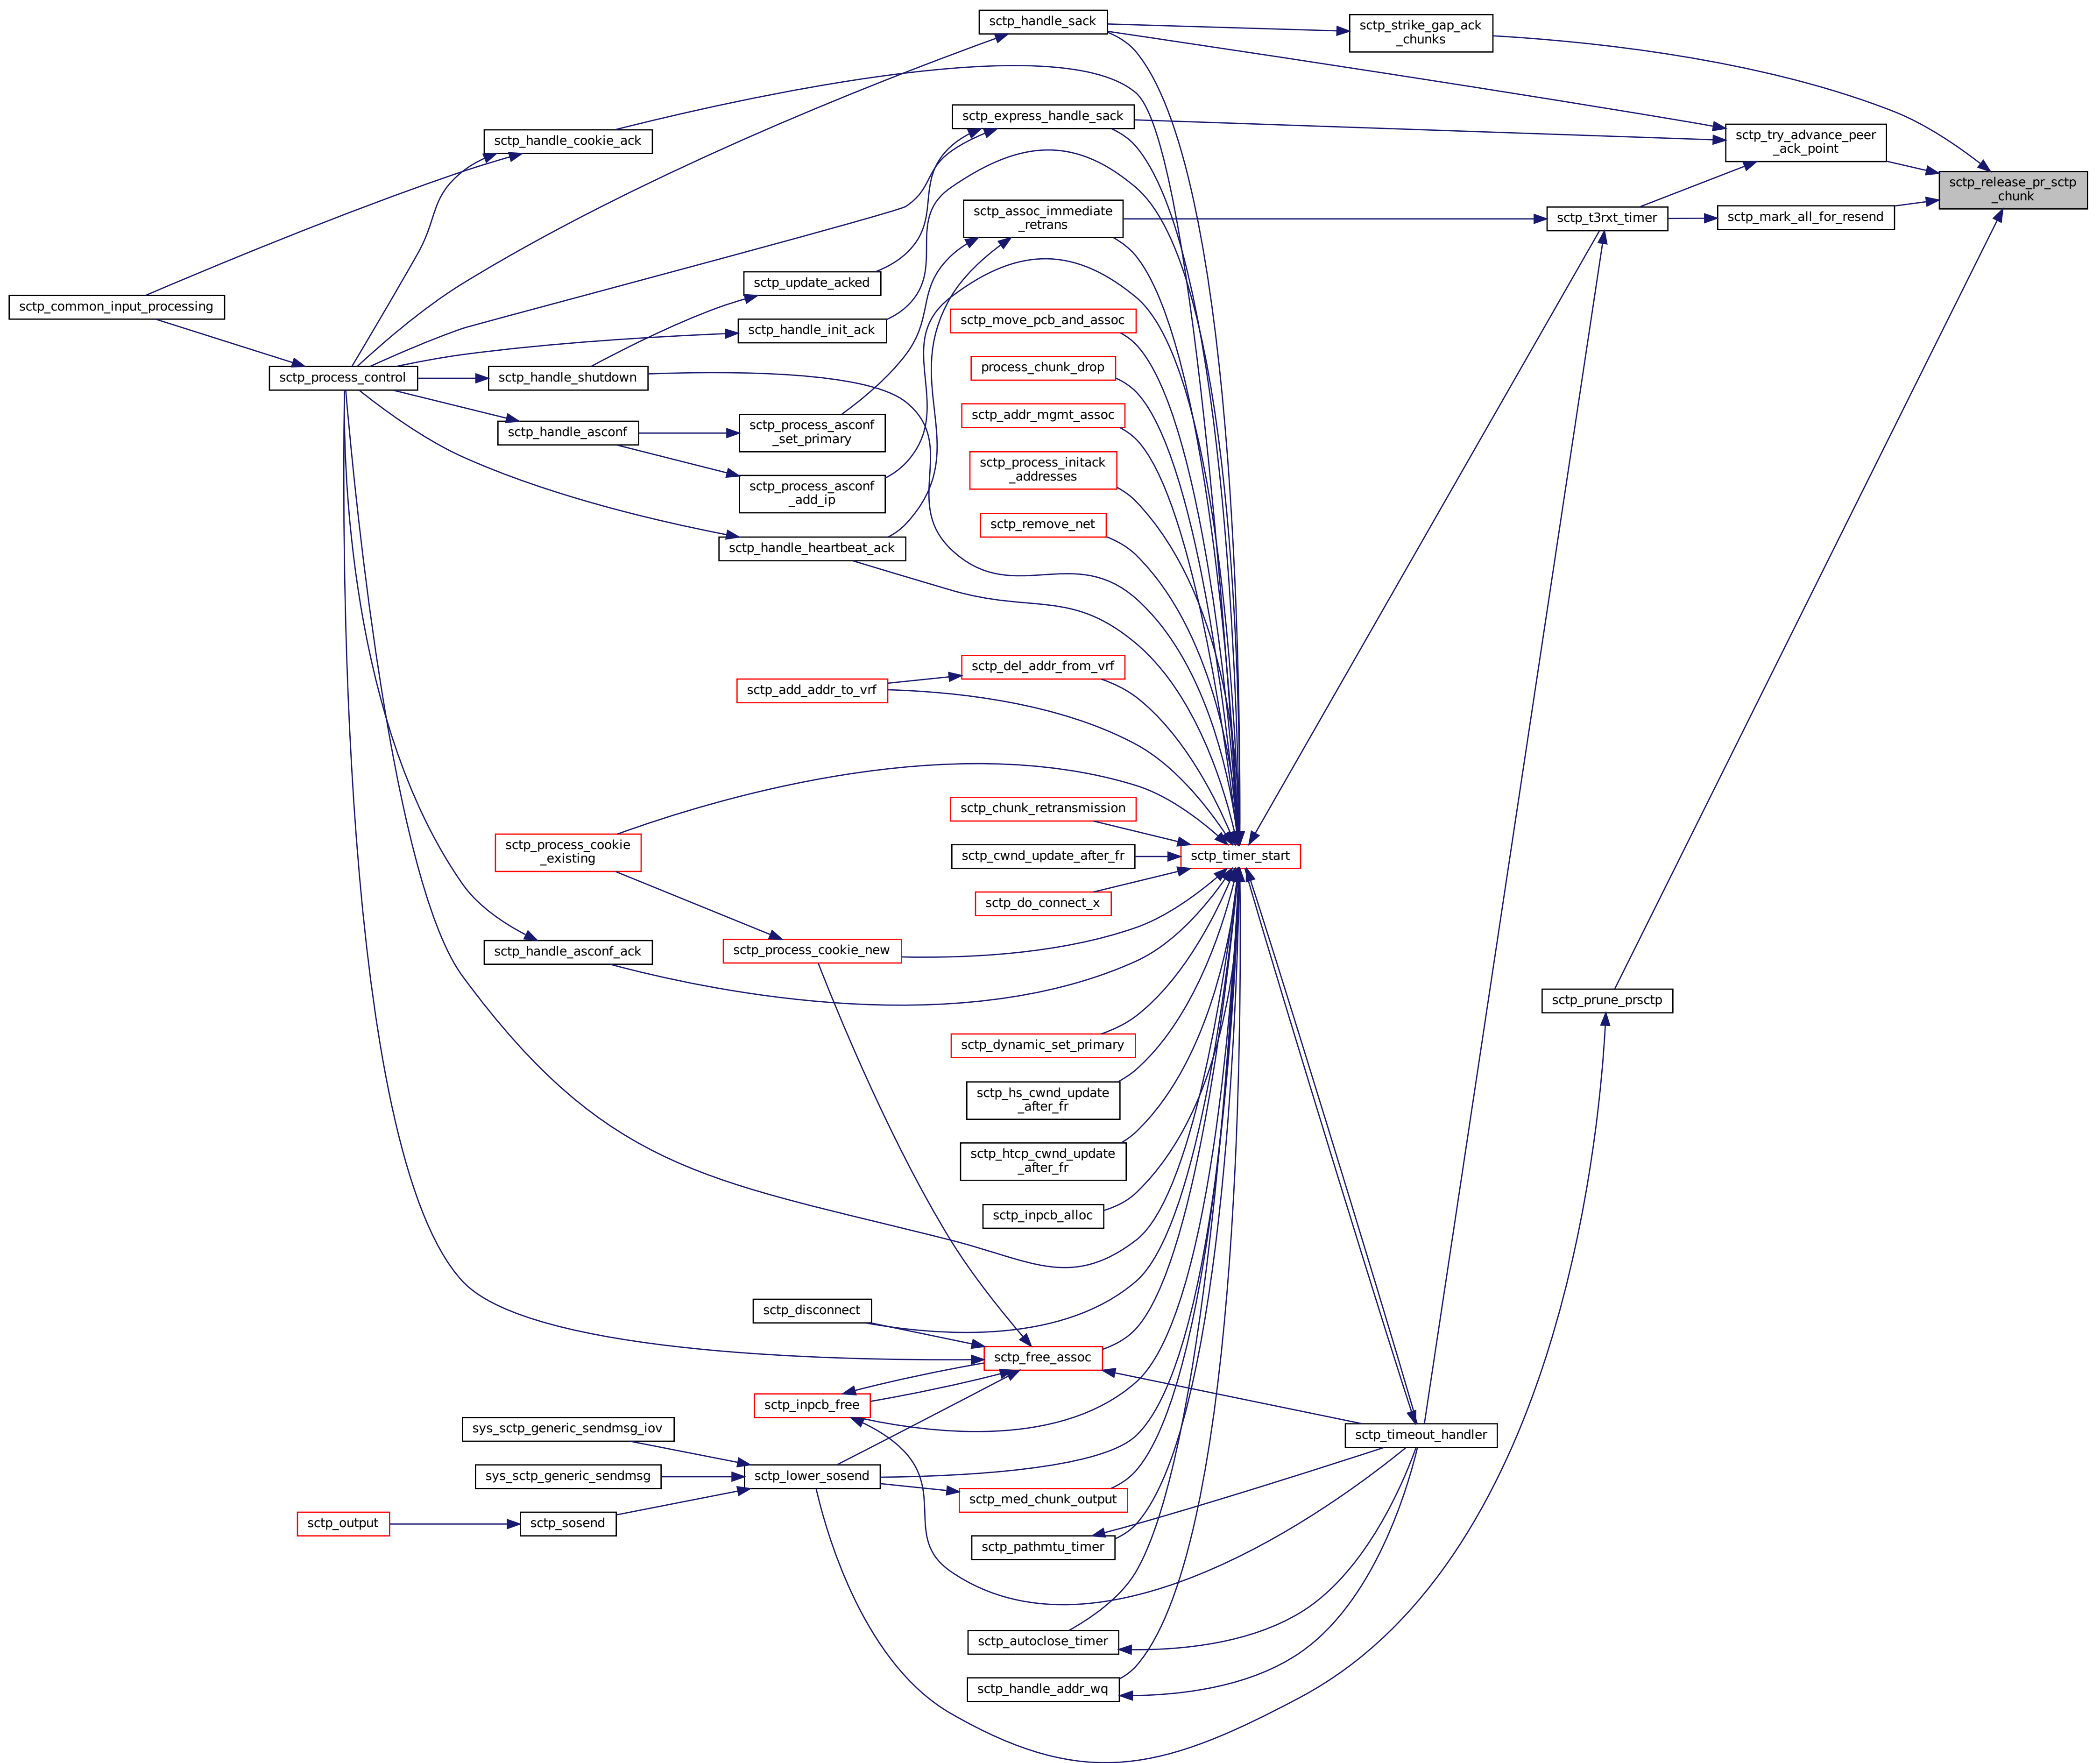 sctp_handle_sack
sctp_strike_gap_ack
_chunks
sctp_express_handle_sack
sctp_handle_cookie_ack
sctp_try_advance_peer
_ack_point
sctp_release_pr_sctp
_chunk
sctp_assoc_immediate
_retrans
sctp_t3rxt_timer
sctp_mark_all_for_resend
sctp_update_acked
sctp_common_input_processing
sctp_move_pcb_and_assoc
sctp_handle_init_ack
process_chunk_drop
sctp_process_control
sctp_handle_shutdown
sctp_addr_mgmt_assoc
sctp_handle_asconf
sctp_process_asconf
_set_primary
sctp_process_initack
_addresses
sctp_process_asconf
_add_ip
sctp_remove_net
sctp_handle_heartbeat_ack
sctp_del_addr_from_vrf
sctp_add_addr_to_vrf
sctp_chunk_retransmission
sctp_process_cookie
_existing
sctp_cwnd_update_after_fr
sctp_timer_start
sctp_do_connect_x
sctp_handle_asconf_ack
sctp_process_cookie_new
sctp_prune_prsctp
sctp_dynamic_set_primary
sctp_hs_cwnd_update
_after_fr
sctp_htcp_cwnd_update
_after_fr
sctp_inpcb_alloc
sctp_disconnect
sctp_free_assoc
sctp_inpcb_free
sys_sctp_generic_sendmsg_iov
sctp_timeout_handler
sys_sctp_generic_sendmsg
sctp_lower_sosend
sctp_med_chunk_output
sctp_output
sctp_sosend
sctp_pathmtu_timer
sctp_autoclose_timer
sctp_handle_addr_wq